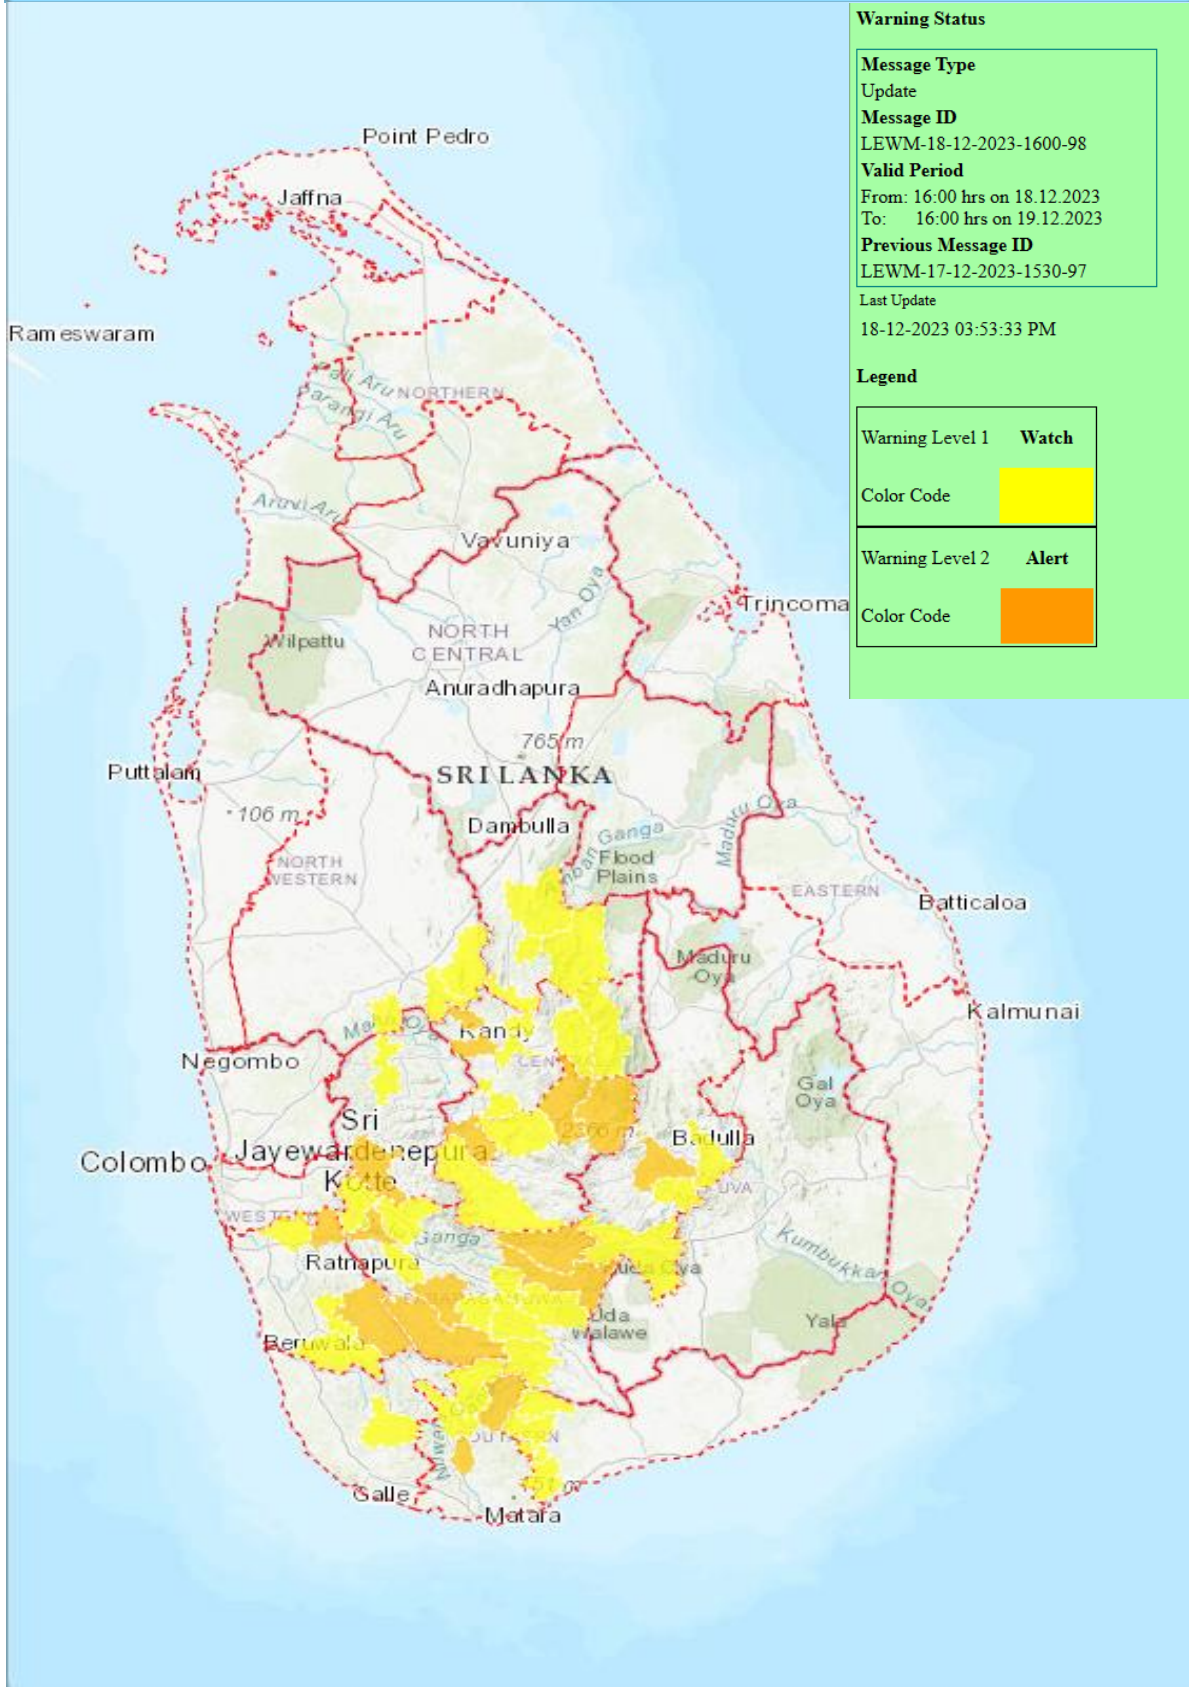 Warning Status
Message Type
Update
Message ID
LEWM-18-12-2023-1600-98
Valid Period
From: 16:00 hrs on 18.12.2023
To: 16:00 hrs on 19.12.2023
Previous Message ID
LEWM-17-12-2023-1530-97
Last Update
18-12-2023 03:53:33 PM
Legend
Warning Level 1 Watch
Color Code
Warning Level 2 Alert
Color Code
Point Pedro
Jaffna
Rameswaram
Pali Aru
NORTHERN
Parangi Aru
Aruvi Aru
Vavuniya
Yan Oya
Trincoma
Wilpattu
NORTH
CENTRAL
Anuradhapura
765 m
Puttalam
SRI LANKA
106 m
Dambulla
Maduru Oya
Ganga
Flood
Plains
NORTH
WESTERN
EASTERN
Batticaloa
Maduru
Oya
Kalmunai
Kandy
Negombo
Gal
Oya
Sri
Jayewardenepura
Kotte
Badulla
Colombo
UVA
Ganga
Kumbukkan Oya
Ratnapura
Uda
Walawe
Yala
Beruwala
Galle
Matara